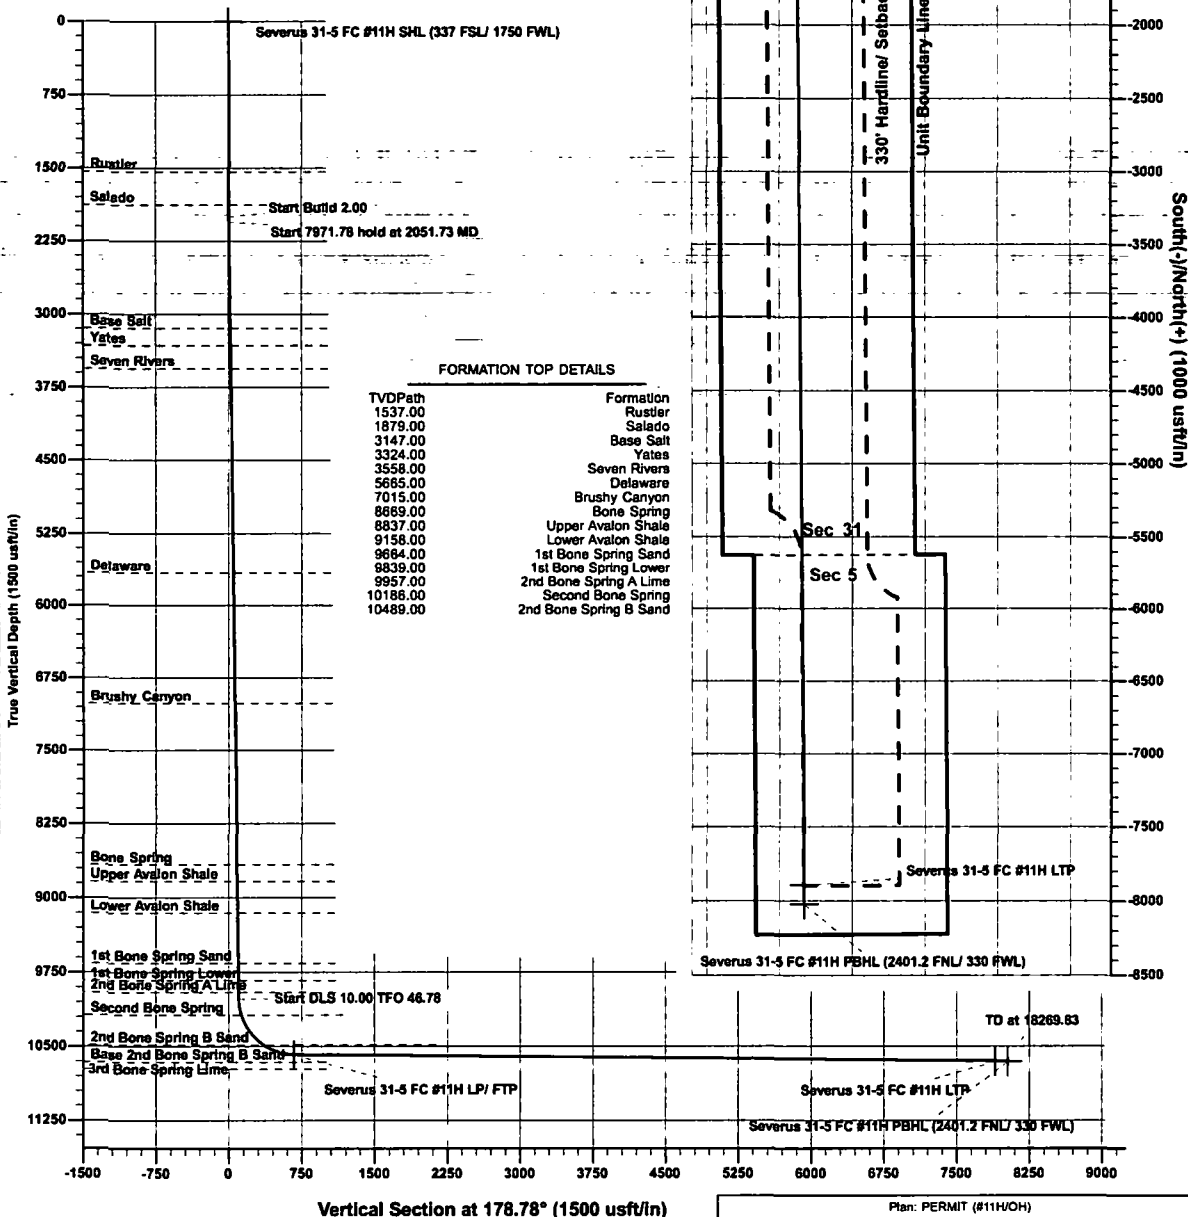 0
750
1500
2250
3000
3750
4500
5250
6000
6750
7500
8250
9000
9750
10500
11250
True Vertical Depth (1500 usft/in)
Severus 31-5 FC #11H SHL (337 FSL/ 1750 FWL)
Rustler
Salado
Start Build 2.00
Start 7971.78 hold at 2051.73 MD
Base Salt
Yates
Seven Rivers
Delaware
Brushy Canyon
Bone Spring
Upper Avalon Shale
Lower Avalon Shale
1st Bone Spring Sand
1st Bone Spring Lower
2nd Bone Spring A Lime
Start DLS 10.00 TFO 46.78
Second Bone Spring
2nd Bone Spring B Sand
Base 2nd Bone Spring B Sand
3rd Bone Spring Lime
Severus 31-5 FC #11H LP/ FTP
TD at 18269.83
Severus 31-5 FC #11H LTP
Severus 31-5 FC #11H PBHL (2401.2 FNL/ 330 FWL)
-1500 -750 0 750 1500 2250 3000 3750 4500 5250 6000 6750 7500 8250 9000
Vertical Section at 178.78° (1500 usft/in)
FORMATION TOP DETAILS
TVDPath Formation
1537.00 Rustler
1879.00 Salado
3147.00 Base Salt
3324.00 Yates
3558.00 Seven Rivers
5665.00 Delaware
7015.00 Brushy Canyon
8669.00 Bone Spring
8837.00 Upper Avalon Shale
9158.00 Lower Avalon Shale
9664.00 1st Bone Spring Sand
9839.00 1st Bone Spring Lower
9957.00 2nd Bone Spring A Lime
10186.00 Second Bone Spring
10489.00 2nd Bone Spring B Sand
330' Hardline/ Setback
Unit Boundary Line
Sec 31
Sec 5
Severus 31-5 FC #11H LTP
Severus 31-5 FC #11H PBHL (2401.2 FNL/ 330 FWL)
-2000
-2500
-3000
-3500
-4000
-4500
-5000
-5500
-6000
-6500
-7000
-7500
-8000
-8500
South(-)/North(+) (1000 usft/in)
Plan: PERMIT (#11H/OH)